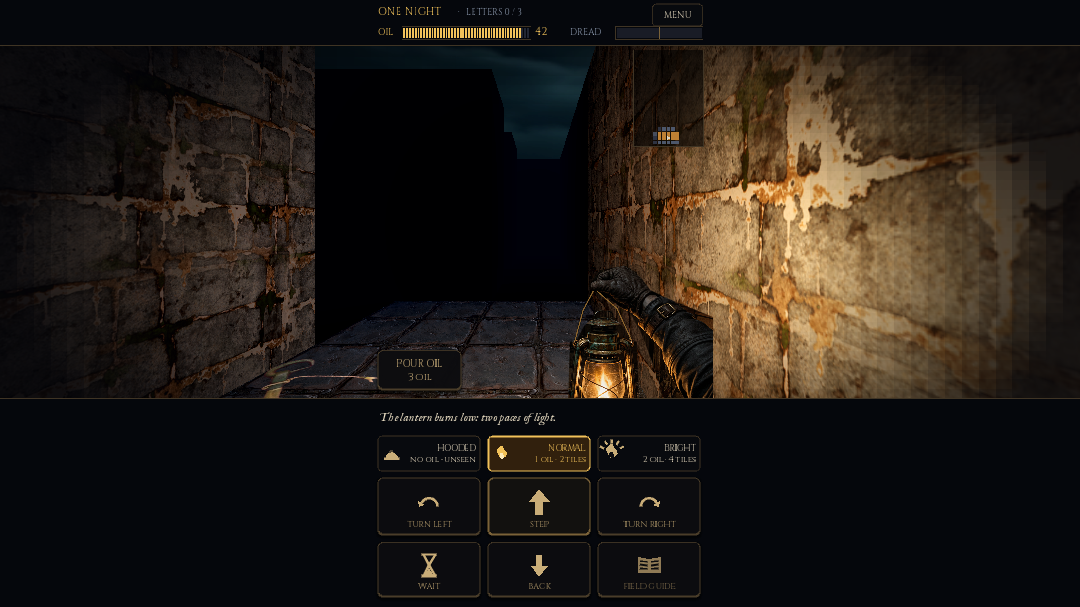 ONE NIGHT · LETTERS 0 / 3
MENU
OIL 42 DREAD
POUR OIL
3 OIL
The lantern burns low: two paces of light.
HOODED
NO OIL · UNSEEN
NORMAL
1 OIL · 2 TILES
BRIGHT
2 OIL · 4 TILES
TURN LEFT
STEP
TURN RIGHT
WAIT
BACK
FIELD GUIDE